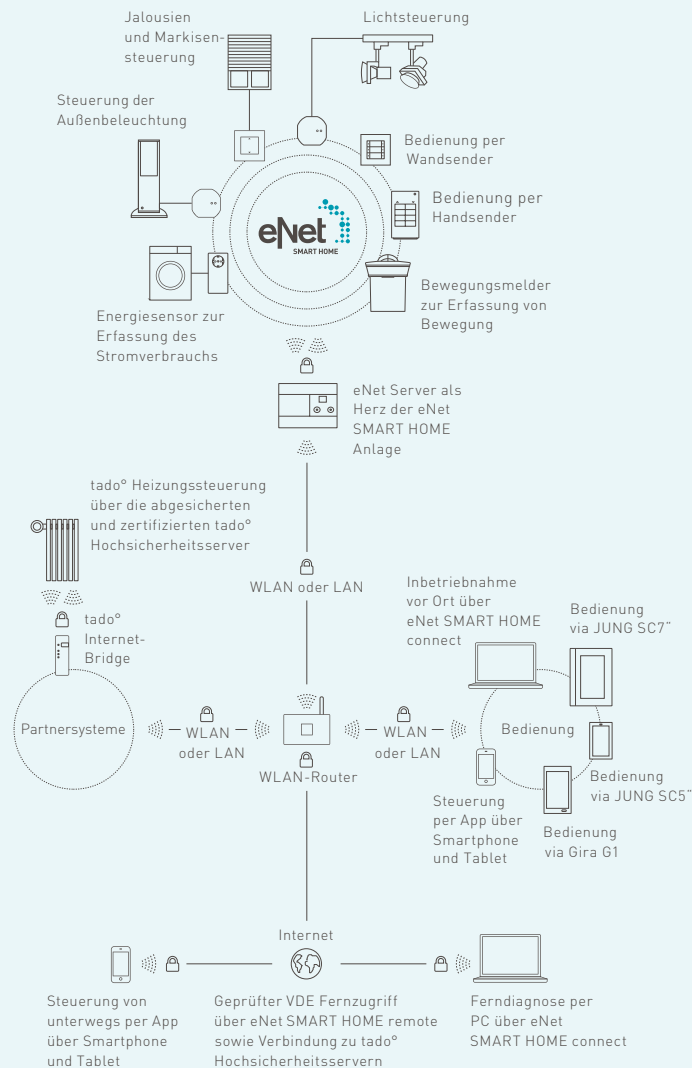 Jalousien
und Markisen-
steuerung
Lichtsteuerung
Steuerung der
Außenbeleuchtung
Bedienung per
Wandsender
Bedienung per
Handsender
eNet
SMART HOME
Bewegungsmelder
zur Erfassung von
Bewegung
Energiesensor zur
Erfassung des
Stromverbrauchs
eNet Server als
Herz der eNet
SMART HOME
Anlage
tado° Heizungssteuerung
über die abgesicherten
und zertifizierten tado°
Hochsicherheitsserver
WLAN oder LAN
tado°
Internet-
Bridge
Inbetriebnahme
vor Ort über
eNet SMART HOME
connect
Bedienung
via JUNG SC7"
Partnersysteme
WLAN
oder LAN
WLAN-Router
WLAN
oder LAN
Bedienung
Bedienung
via JUNG SC5"
Steuerung
per App über
Smartphone
und Tablet
Bedienung
via Gira G1
Internet
Steuerung von
unterwegs per App
über Smartphone
und Tablet
Geprüfter VDE Fernzugriff
über eNet SMART HOME remote
sowie Verbindung zu tado°
Hochsicherheitsservern
Ferndiagnose per
PC über eNet
SMART HOME connect